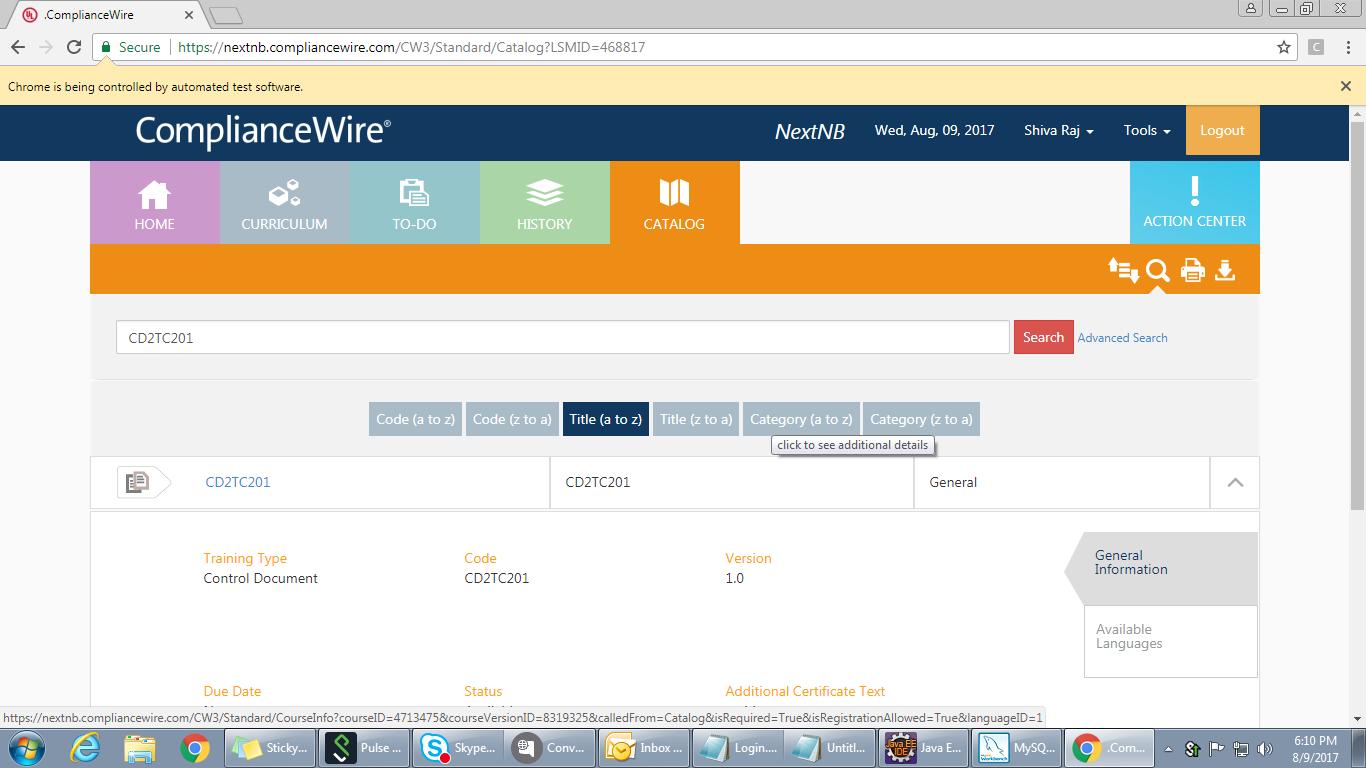 .ComplianceWire
Secure https://nextnb.compliancewire.com/CW3/Standard/Catalog?LSMID=468817
C
Chrome is being controlled by automated test software.
ComplianceWire® NextNB Wed, Aug, 09, 2017 Shiva Raj Tools Logout
HOME CURRICULUM TO-DO HISTORY CATALOG ACTION CENTER
CD2TC201 Search Advanced Search
Code (a to z) Code (z to a) Title (a to z) Title (z to a) Category (a to z) Category (z to a)
click to see additional details
CD2TC201 CD2TC201 General
Training Type Code Version
Control Document CD2TC201 1.0
General
Information
Available
Languages
Due Date Status Additional Certificate Text
https://nextnb.compliancewire.com/CW3/Standard/CourseInfo?courseID=4713475&courseVersionID=8319325&calledFrom=Catalog&isRequired=True&isRegistrationAllowed=True&languageID=1
Sticky... Pulse ... Skype... Conv... Inbox ... Login.... Untitl... Java E... MySQ... .Com... 6:10 PM
8/9/2017